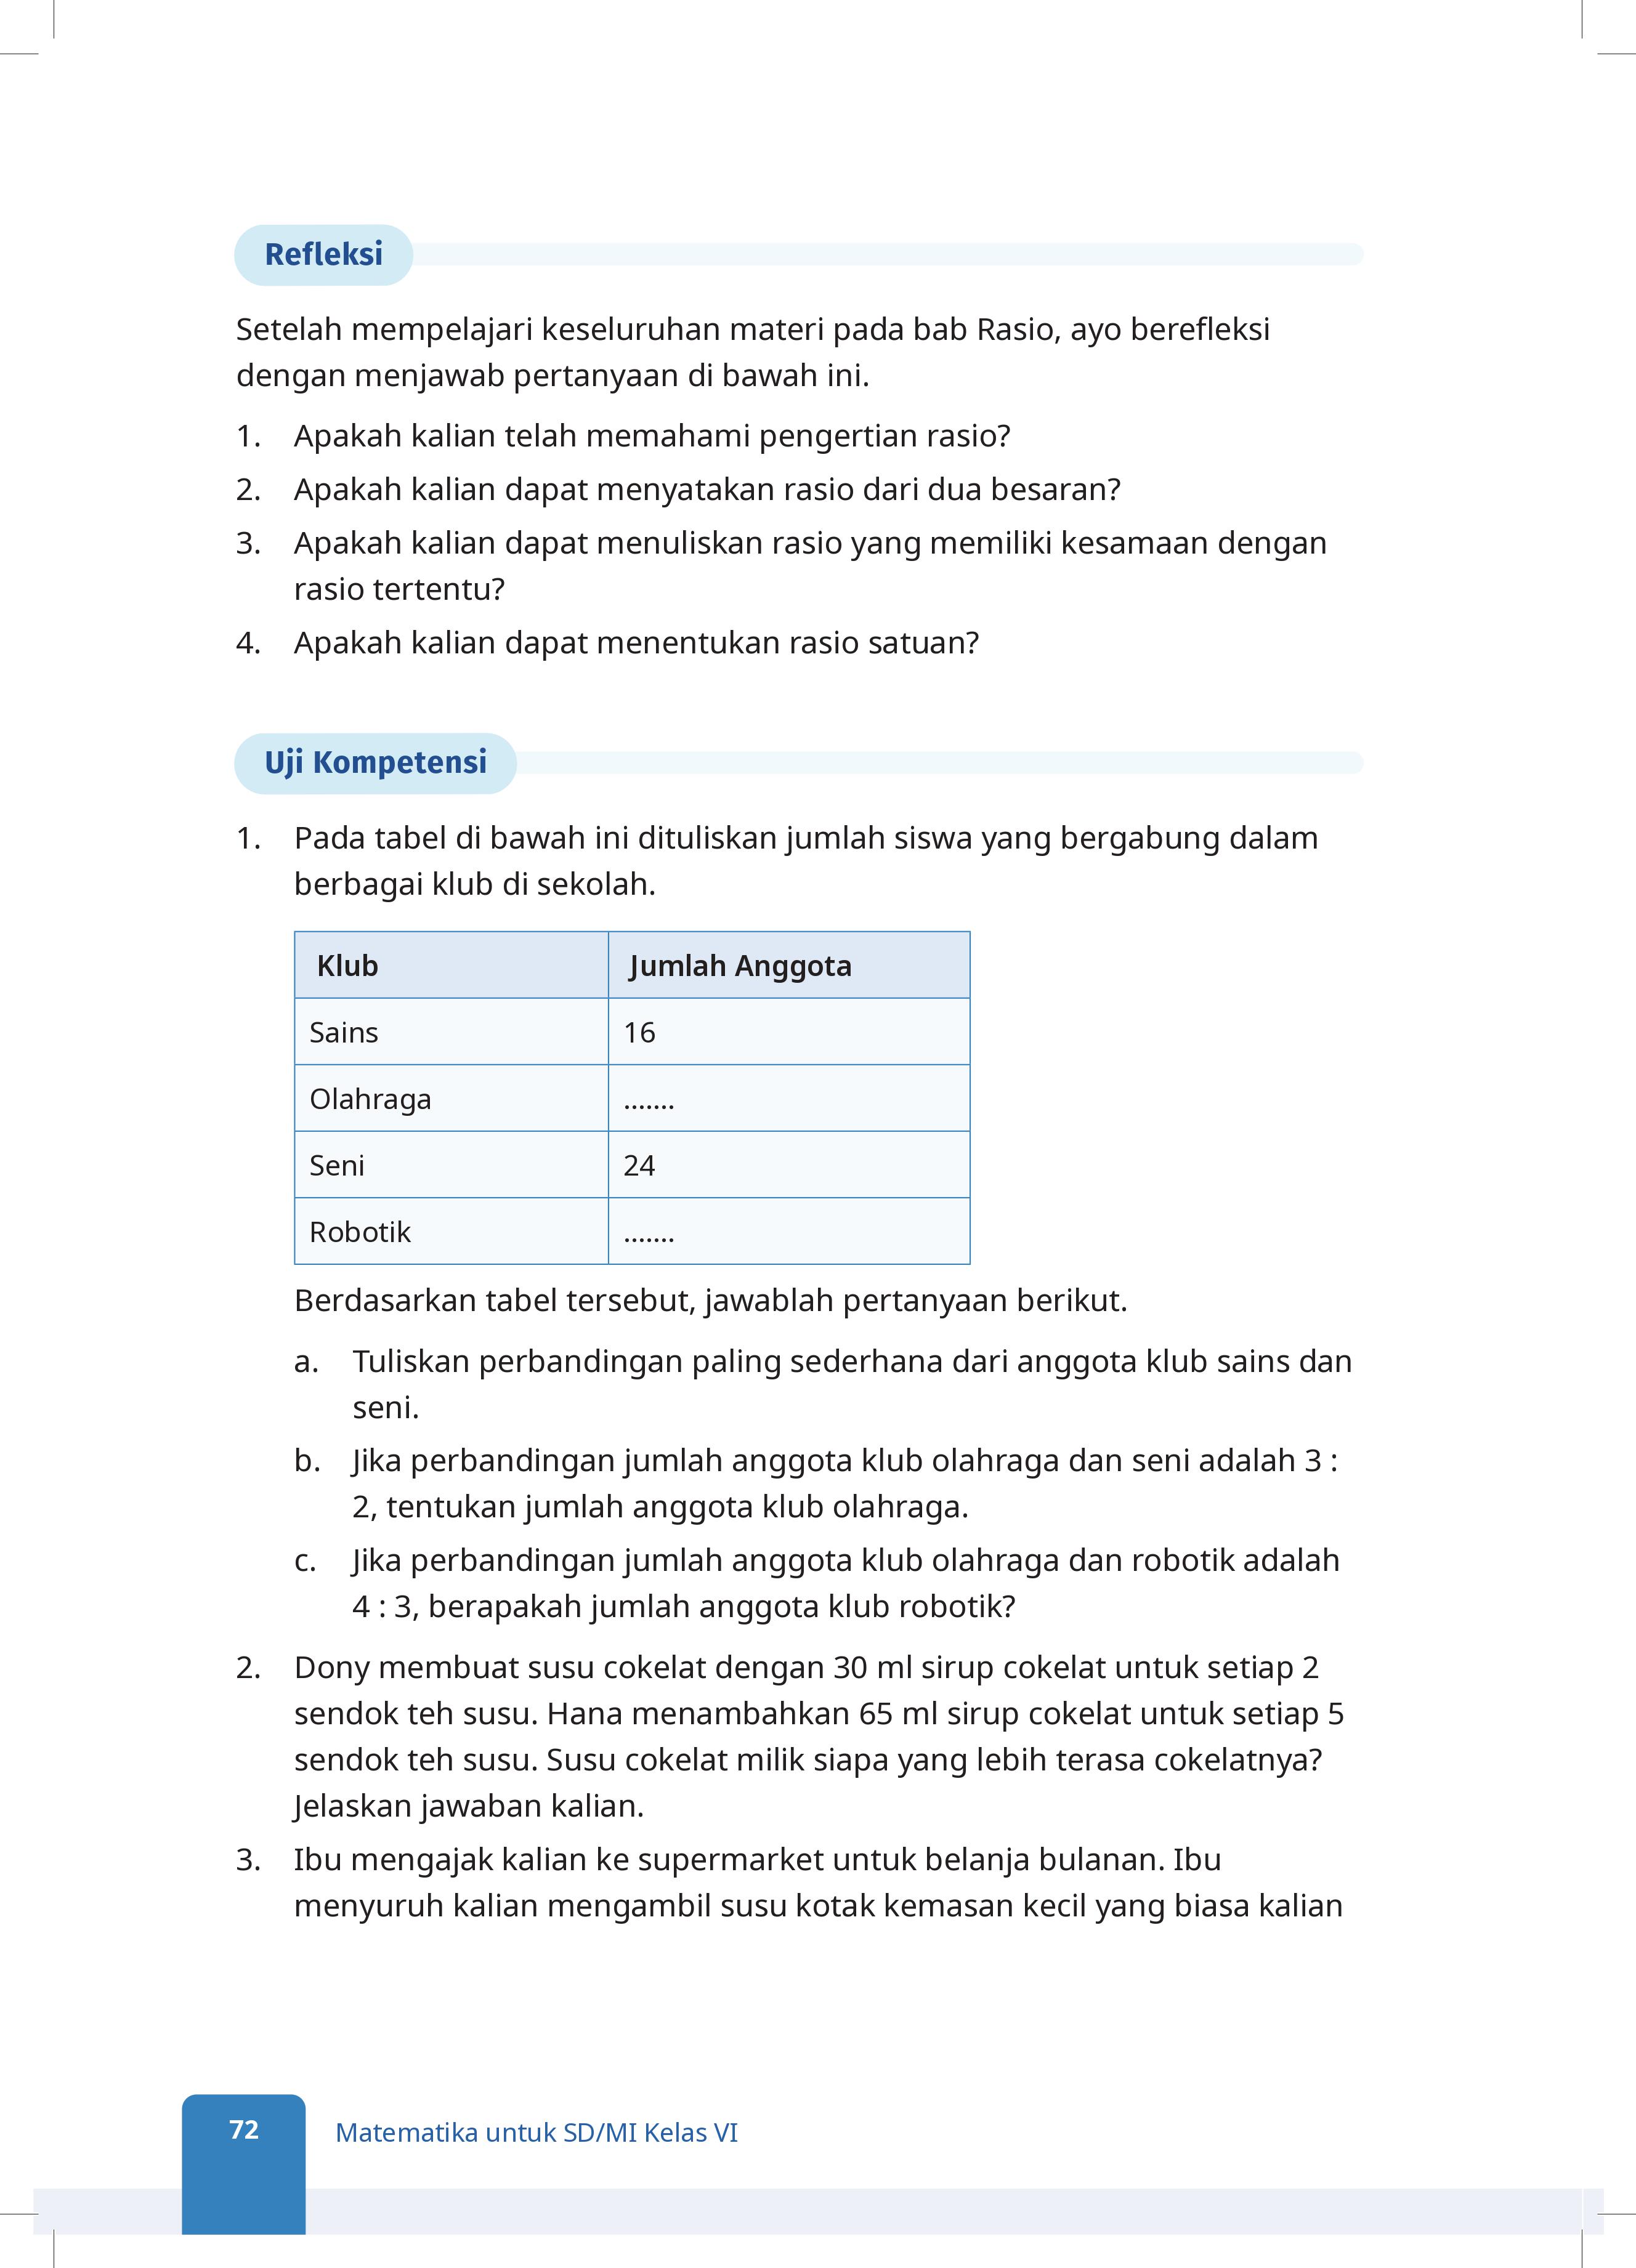 Refleksi
Setelah mempelajari keseluruhan materi pada bab Rasio, ayo berefleksi
dengan menjawab pertanyaan di bawah ini.
1. Apakah kalian telah memahami pengertian rasio?
2. Apakah kalian dapat menyatakan rasio dari dua besaran?
3. Apakah kalian dapat menuliskan rasio yang memiliki kesamaan dengan
rasio tertentu?
4. Apakah kalian dapat menentukan rasio satuan?
Uji Kompetensi
1. Pada tabel di bawah ini dituliskan jumlah siswa yang bergabung dalam
berbagai klub di sekolah.
Klub Jumlah Anggota
Sains 16
Olahraga .......
Seni 24
Robotik .......
Berdasarkan tabel tersebut, jawablah pertanyaan berikut.
a. Tuliskan perbandingan paling sederhana dari anggota klub sains dan
seni.
b. Jika perbandingan jumlah anggota klub olahraga dan seni adalah 3 :
2, tentukan jumlah anggota klub olahraga.
c. Jika perbandingan jumlah anggota klub olahraga dan robotik adalah
4 : 3, berapakah jumlah anggota klub robotik?
2. Dony membuat susu cokelat dengan 30 ml sirup cokelat untuk setiap 2
sendok teh susu. Hana menambahkan 65 ml sirup cokelat untuk setiap 5
sendok teh susu. Susu cokelat milik siapa yang lebih terasa cokelatnya?
Jelaskan jawaban kalian.
3. Ibu mengajak kalian ke supermarket untuk belanja bulanan. Ibu
menyuruh kalian mengambil susu kotak kemasan kecil yang biasa kalian
72 Matematika untuk SD/MI Kelas VI